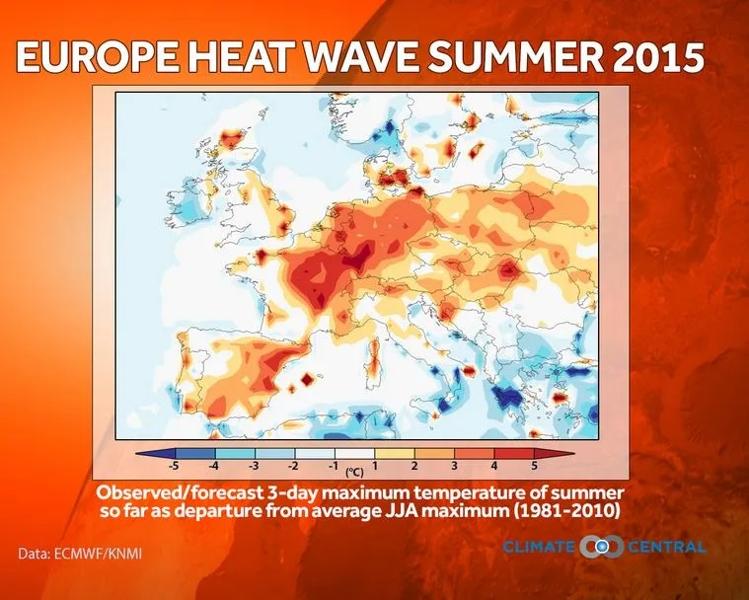 EUROPE HEAT WAVE SUMMER 2015
-5 -4 -3 -2 -1 1 2 3 4 5
(°C)
Observed/forecast 3-day maximum temperature of summer
so far as departure from average JJA maximum (1981-2010)
Data: ECMWF/KNMI
CLIMATE CENTRAL